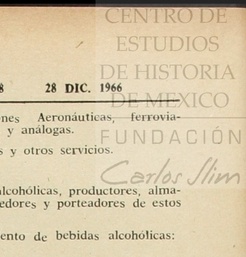 CENTRO DE
ESTUDIOS
DE HISTORIA
DE MEXICO
FUNDACIÓN
Carlos Slim
8 28 DIC. 1966
nes Aeronáuticas, ferrovia-
y análogas.
s y otros servicios.
alcohólicas, productores, alma-
edores y porteadores de estos
ento de bebidas alcohólicas: